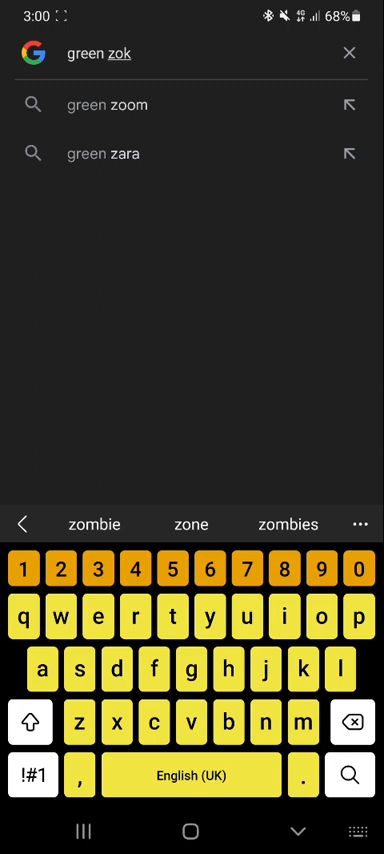 3:00 4G 68%
green zok
green zoom
green zara
zombie zone zombies ...
1 2 3 4 5 6 7 8 9 0
q w e r t y u i o p
a s d f g h j k l
z x c v b n m
!#1 , English (UK) .